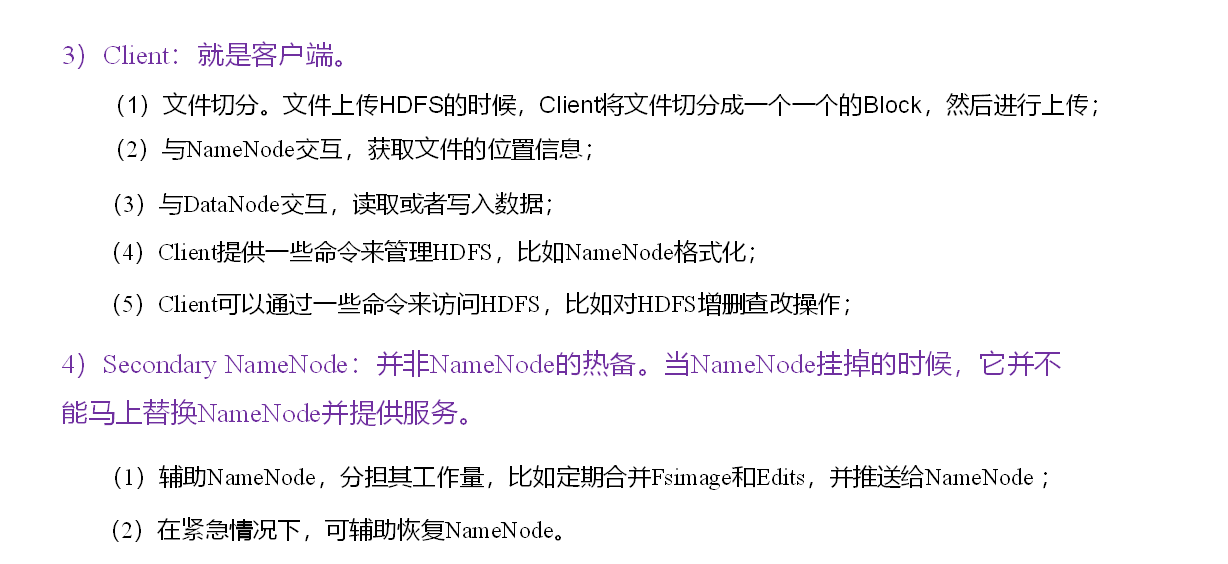 3）Client：就是客户端。
（1）文件切分。文件上传HDFS的时候，Client将文件切分成一个一个的Block，然后进行上传；
（2）与NameNode交互，获取文件的位置信息；
（3）与DataNode交互，读取或者写入数据；
（4）Client提供一些命令来管理HDFS，比如NameNode格式化；
（5）Client可以通过一些命令来访问HDFS，比如对HDFS增删查改操作；
4）Secondary NameNode：并非NameNode的热备。当NameNode挂掉的时候，它并不
能马上替换NameNode并提供服务。
（1）辅助NameNode，分担其工作量，比如定期合并Fsimage和Edits，并推送给NameNode ；
（2）在紧急情况下，可辅助恢复NameNode。